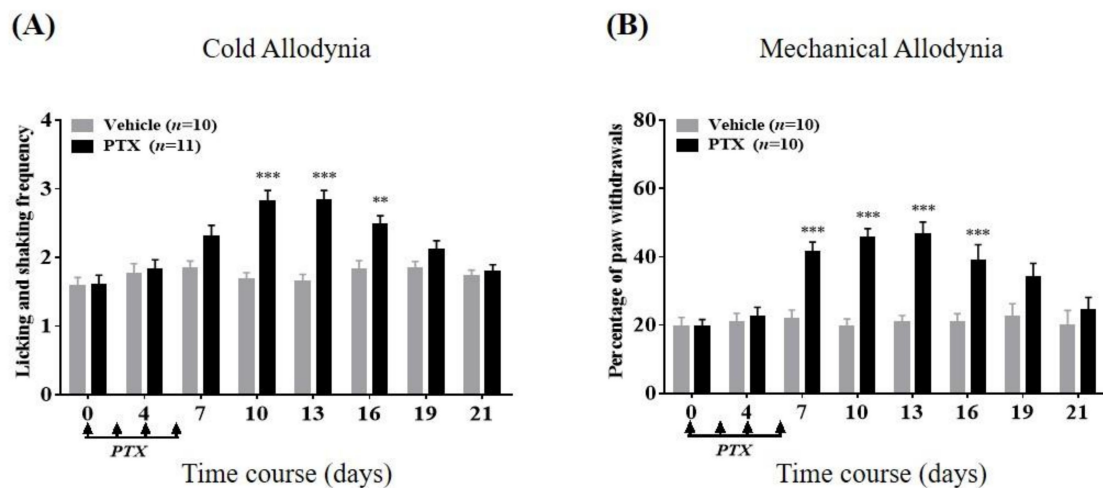 (A)
Cold Allodynia
Licking and shaking frequency
4
3
2
1
0
Vehicle (n=10)
PTX (n=11)
***
***
**
0 4 7 10 13 16 19 21
PTX
Time course (days)
(B)
Mechanical Allodynia
Percentage of paw withdrawals
80
60
40
20
0
Vehicle (n=10)
PTX (n=10)
***
***
***
***
0 4 7 10 13 16 19 21
PTX
Time course (days)